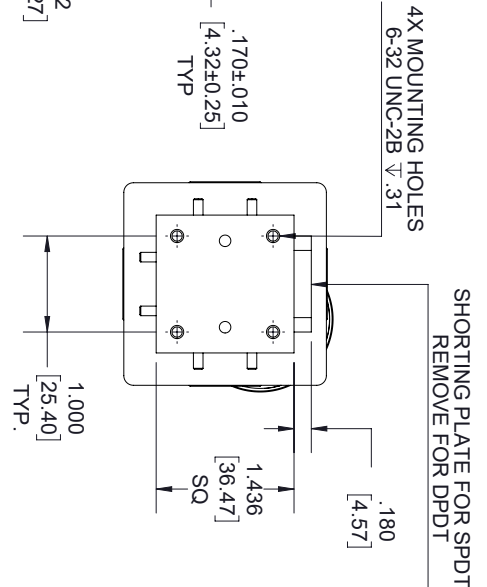 SHORTING PLATE FOR SPDT
REMOVE FOR DPDT
4X MOUNTING HOLES
6-32 UNC-2B ↧ .31
.180
[4.57]
1.436
[36.47]
SQ
.170±.010
[4.32±0.25]
TYP
1.000
[25.40]
TYP.
2
27]